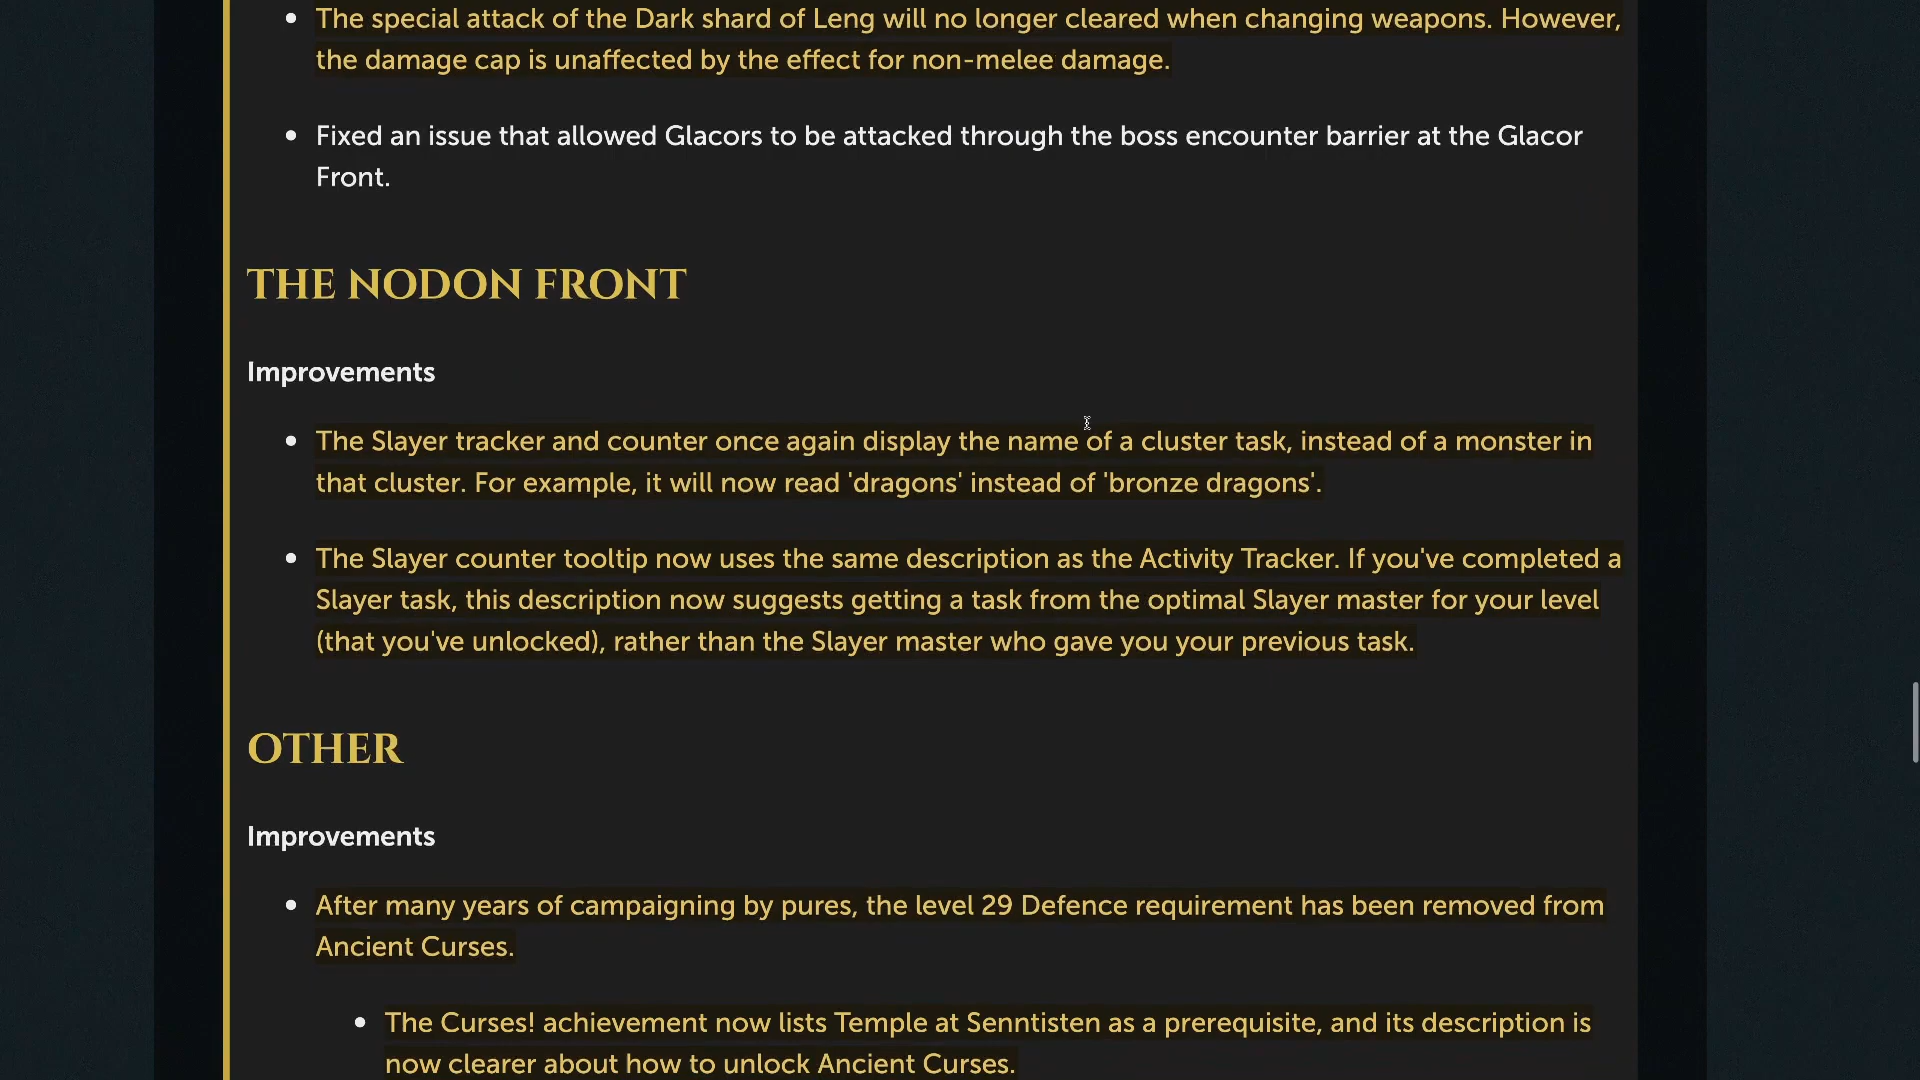 The special attack of the Dark shard of Leng will no longer cleared when changing weapons. However,
the damage cap is unaffected by the effect for non-melee damage.
Fixed an issue that allowed Glacors to be attacked through the boss encounter barrier at the Glacor
Front.
THE NODON FRONT
Improvements
The Slayer tracker and counter once again display the name of a cluster task, instead of a monster in
that cluster. For example, it will now read 'dragons' instead of 'bronze dragons'.
The Slayer counter tooltip now uses the same description as the Activity Tracker. If you've completed a
Slayer task, this description now suggests getting a task from the optimal Slayer master for your level
(that you've unlocked), rather than the Slayer master who gave you your previous task.
OTHER
Improvements
After many years of campaigning by pures, the level 29 Defence requirement has been removed from
Ancient Curses.
The Curses! achievement now lists Temple at Senntisten as a prerequisite, and its description is
now clearer about how to unlock Ancient Curses.